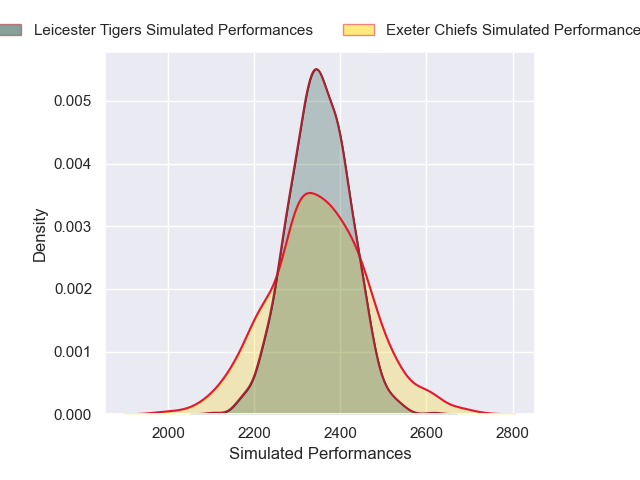 Leicester Tigers Simulated Performances Exeter Chiefs Simulated Performance
0.005
0.004
0.003
0.002
0.001
0.000
Density
2000 2200 2400 2600 2800
Simulated Performances